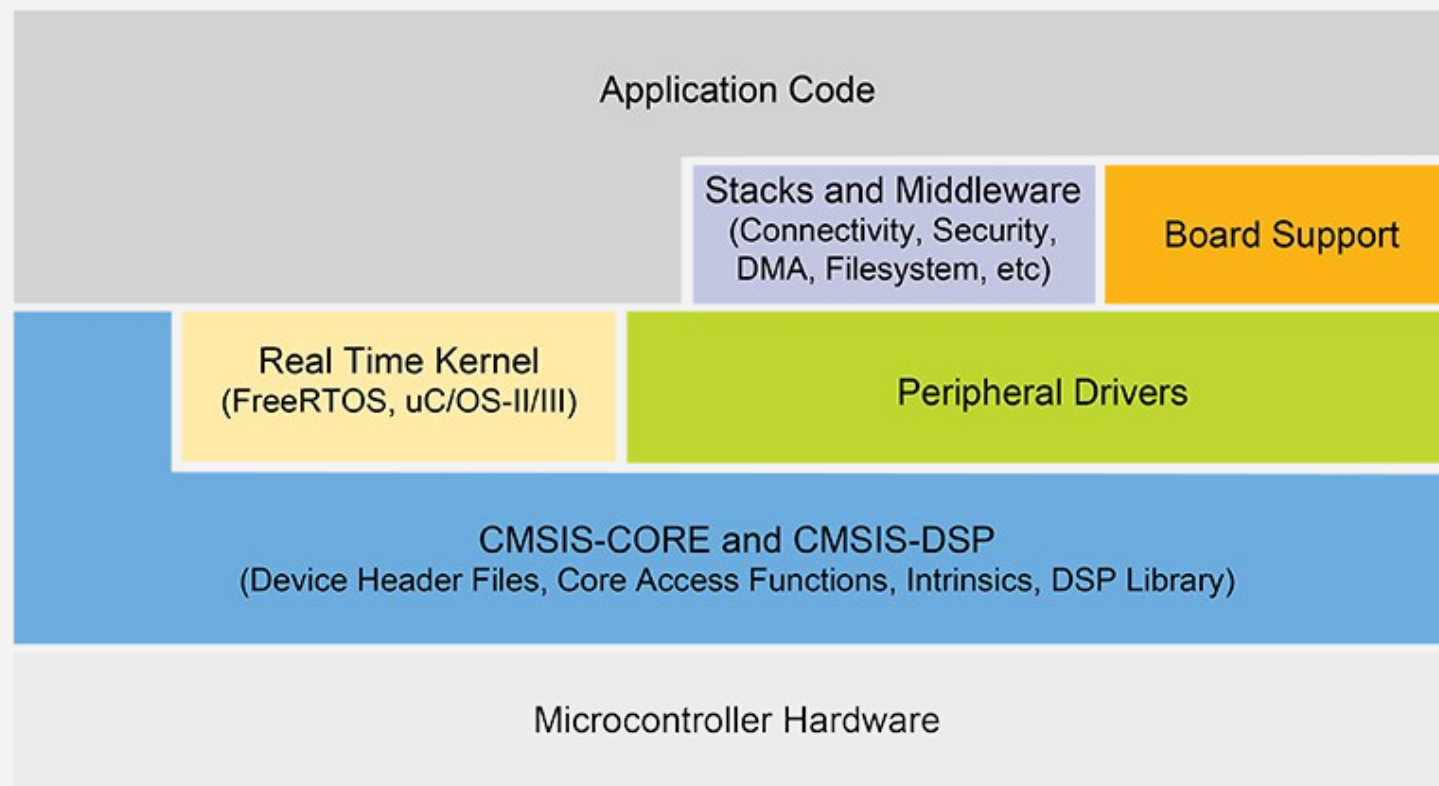 Application Code
Stacks and Middleware
(Connectivity, Security,
DMA, Filesystem, etc)
Board Support
Real Time Kernel
(FreeRTOS, uC/OS-II/III)
Peripheral Drivers
CMSIS-CORE and CMSIS-DSP
(Device Header Files, Core Access Functions, Intrinsics, DSP Library)
Microcontroller Hardware